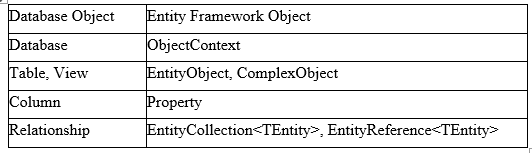 Database Object Entity Framework Object
Database ObjectContext
Table, View EntityObject, ComplexObject
Column Property
Relationship EntityCollection<TEntity>, EntityReference<TEntity>